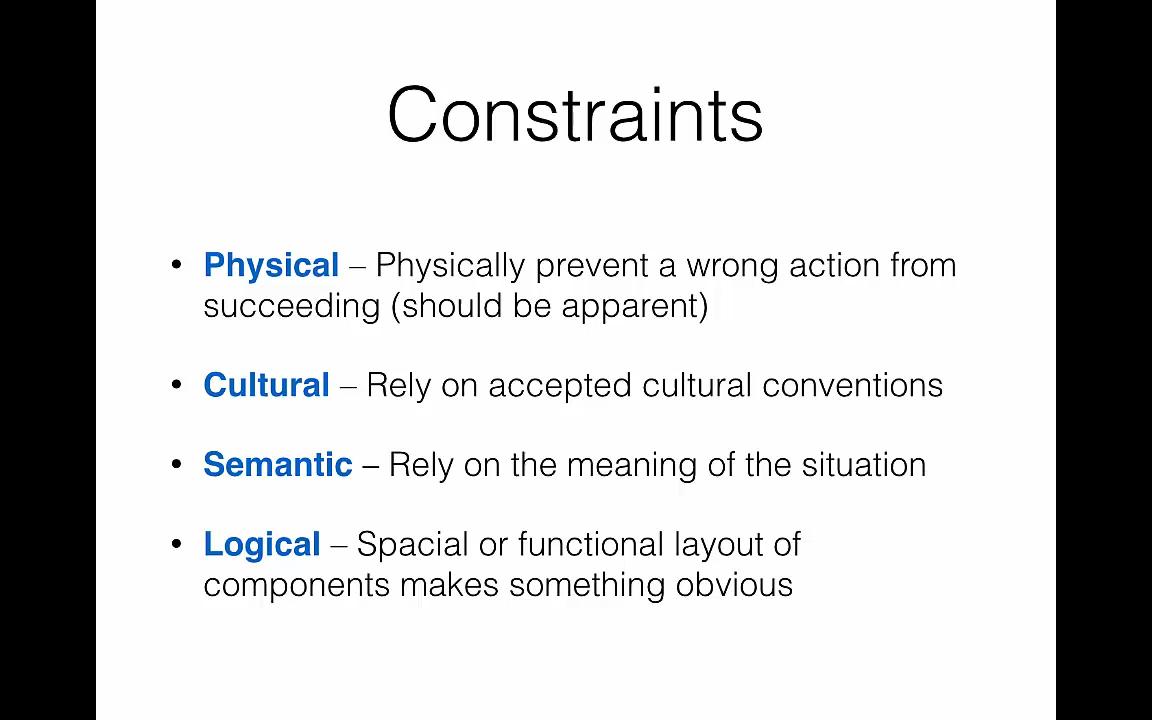 Constraints
• Physical – Physically prevent a wrong action from
succeeding (should be apparent)
• Cultural – Rely on accepted cultural conventions
• Semantic – Rely on the meaning of the situation
• Logical – Spacial or functional layout of
components makes something obvious